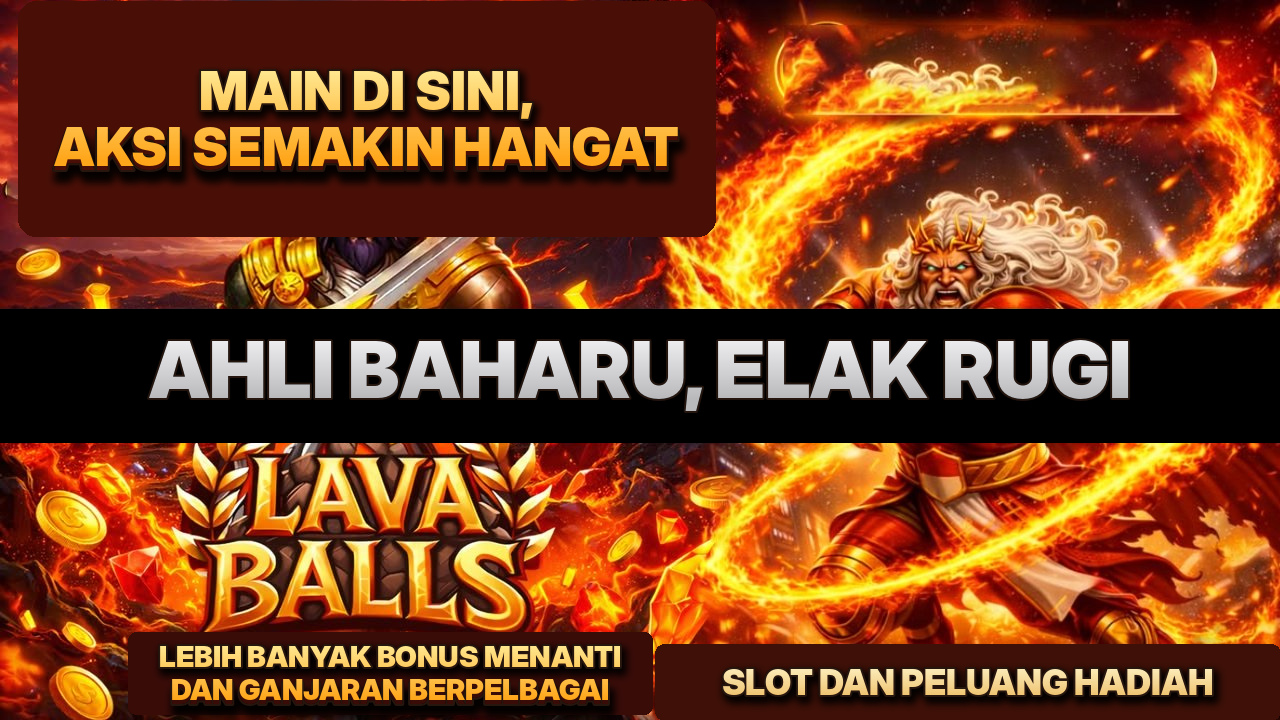 MAIN DI SINI,
AKSI SEMAKIN HANGAT
AHLI BAHARU, ELAK RUGI
LAVA
BALLS
LEBIH BANYAK BONUS MENANTI
DAN GANJARAN BERPELBAGAI
SLOT DAN PELUANG HADIAH